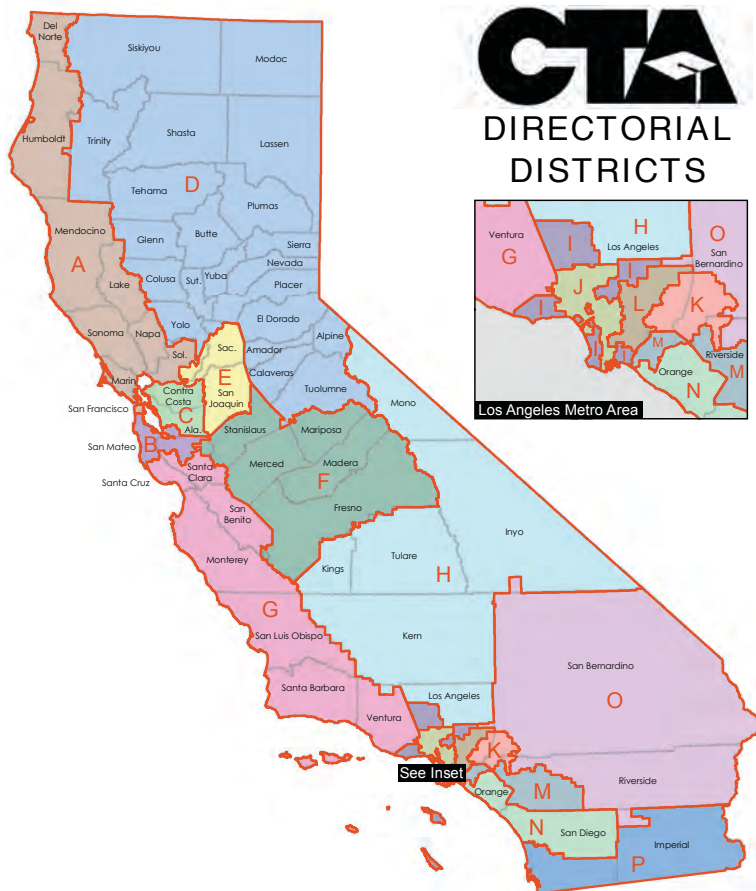 CTA
DIRECTORIAL
DISTRICTS
Del
Norte
Siskiyou
Modoc
Humboldt
Trinity
Shasta
Lassen
Tehama
D
Plumas
Mendocino
Glenn
Butte
Sierra
A
Lake
Colusa
Sut.
Yuba
Nevada
Placer
Sonoma
Napa
Yolo
El Dorado
Alpine
Sol.
Sac.
Amador
Marin
E
Calaveras
Contra
Costa
San
Joaquin
Tuolumne
Mono
San Francisco
C
Ala.
Stanislaus
Mariposa
San Mateo
B
Santa
Clara
Merced
Madera
Santa Cruz
F
San
Benito
Fresno
Inyo
Monterey
Kings
Tulare
H
G
San Luis Obispo
Kern
San Bernardino
Santa Barbara
Los Angeles
O
Ventura
K
See Inset
Riverside
Orange
M
N
San Diego
Imperial
P
Ventura
G
I
H
Los Angeles
O
San
Bernardino
I
J
I
L
K
M
I
I
Riverside
Orange
M
N
Los Angeles Metro Area